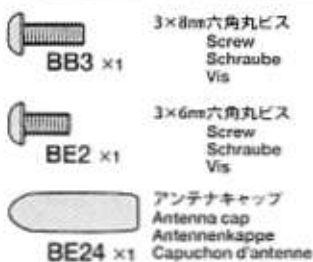 3×8mm六角丸ビス
Screw
Schraube
Vis
BB3 ×1
3×6mm六角丸ビス
Screw
Schraube
Vis
BE2 ×1
アンテナキャップ
Antenna cap
Antennenkappe
Capuchon d'antenne
BE24 ×1